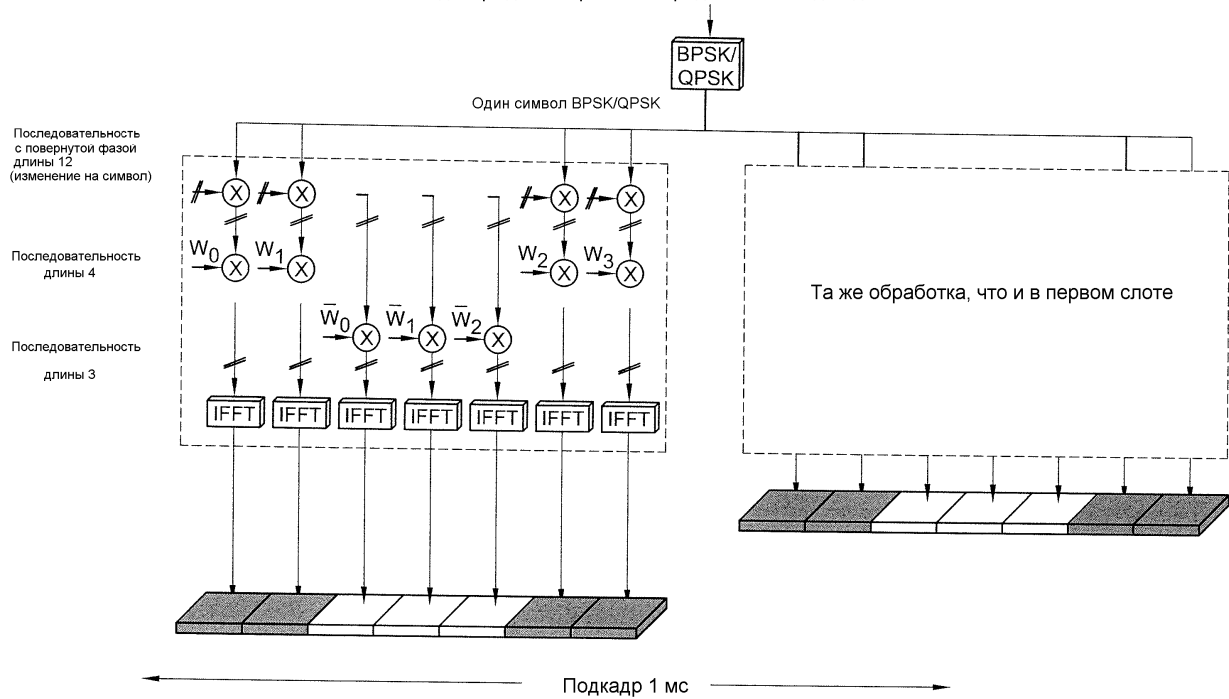 BPSK/
QPSK
Один символ BPSK/QPSK
Последовательность
с повернутой фазой
длины 12
(изменение на символ)
X X X X
Последовательность
длины 4
W0 X W1 X W2 X W3 X
Та же обработка, что и в первом слоте
Последовательность
длины 3
W̅0 X W̅1 X W̅2 X
IFFT IFFT IFFT IFFT IFFT IFFT IFFT
Подкадр 1 мс